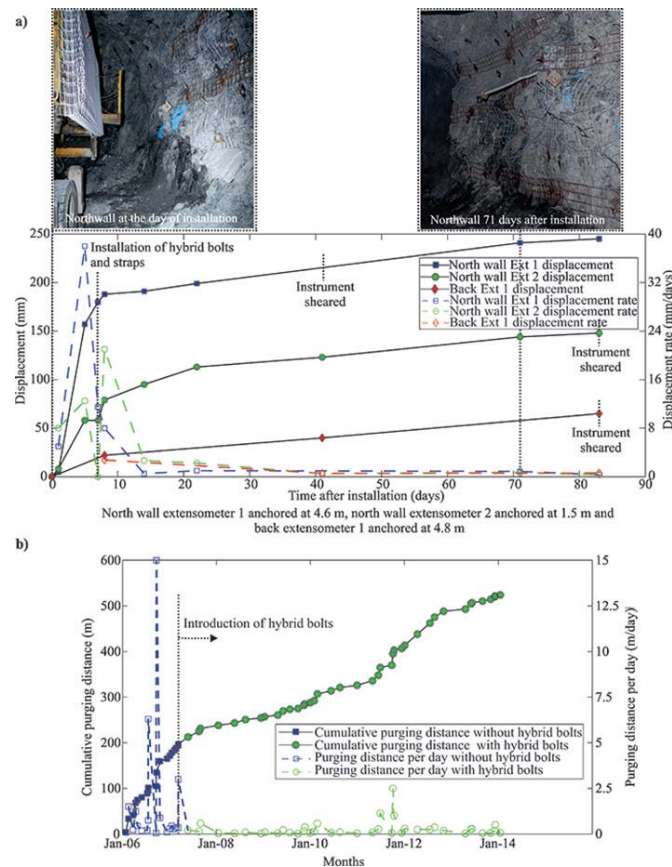 a)
Northwall at the day of installation
Northwall 71 days after installation
250
200
150
100
50
0
Displacement (mm)
40
32
24
16
8
0
Displacement rate (mm/days)
Installation of hybrid bolts
and straps
Instrument
sheared
North wall Ext 1 displacement
North wall Ext 2 displacement
Back Ext 1 displacement
North wall Ext 1 displacement rate
North wall Ext 2 displacement rate
Back Ext 1 displacement rate
Instrument
sheared
Instrument
sheared
0 10 20 30 40 50 60 70 80 90
Time after installation (days)
North wall extensometer 1 anchored at 4.6 m, north wall extensometer 2 anchored at 1.5 m and
back extensometer 1 anchored at 4.8 m
b)
600
500
400
300
200
100
0
Cumulative purging distance (m)
15
13.5
12
10
9
7.5
6
5
4.5
3
1.5
0
Purging distance per day (m/day)
Introduction of hybrid bolts
Cumulative purging distance without hybrid bolts
Cumulative purging distance with hybrid bolts
Purging distance per day without hybrid bolts
Purging distance per day with hybrid bolts
Jan-06 Jan-08 Jan-10 Jan-12 Jan-14
Months